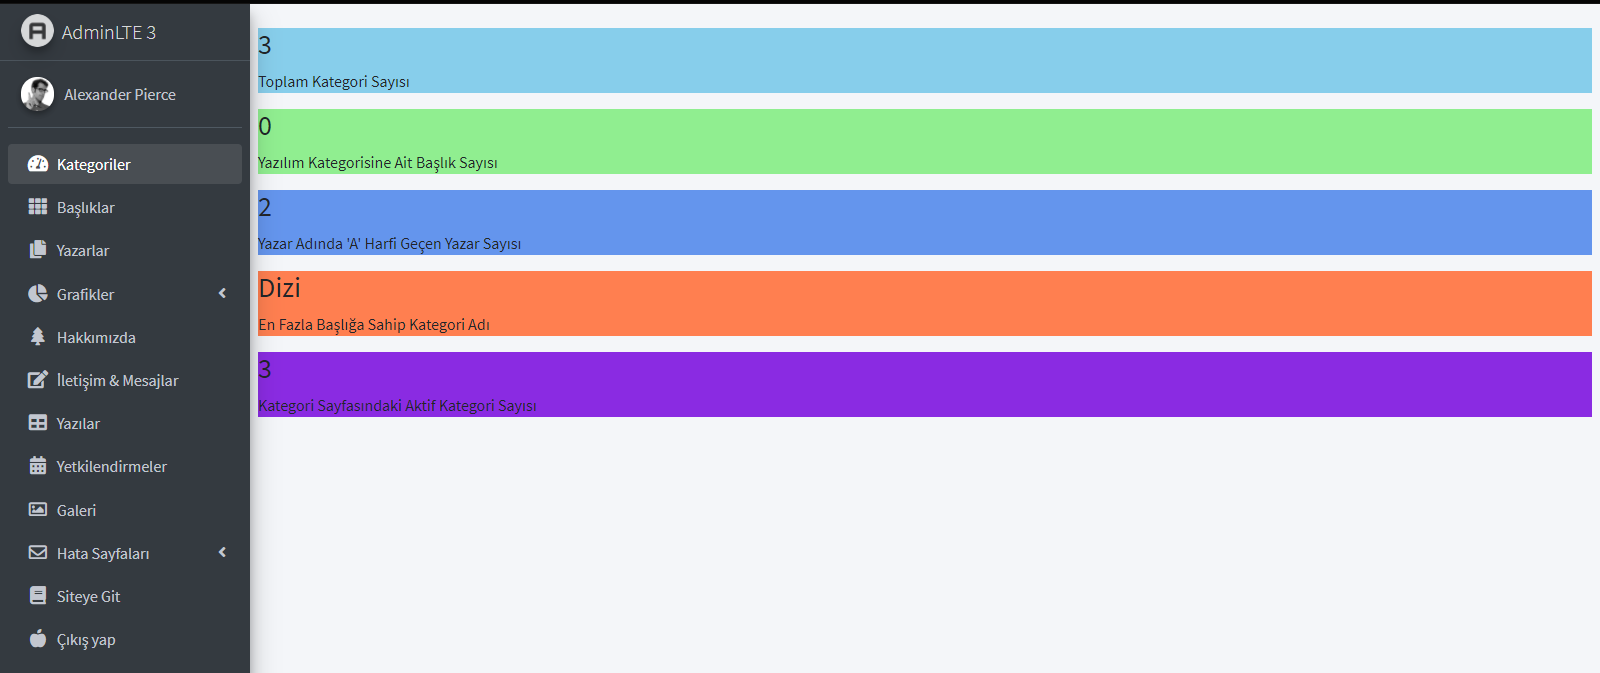 AdminLTE 3
Alexander Pierce
Kategoriler
Başlıklar
Yazarlar
Grafikler
Hakkımızda
İletişim & Mesajlar
Yazılar
Yetkilendirmeler
Galeri
Hata Sayfaları
Siteye Git
Çıkış yap
3
Toplam Kategori Sayısı
0
Yazılım Kategorisine Ait Başlık Sayısı
2
Yazar Adında 'A' Harfi Geçen Yazar Sayısı
Dizi
En Fazla Başlığa Sahip Kategori Adı
3
Kategori Sayfasındaki Aktif Kategori Sayısı